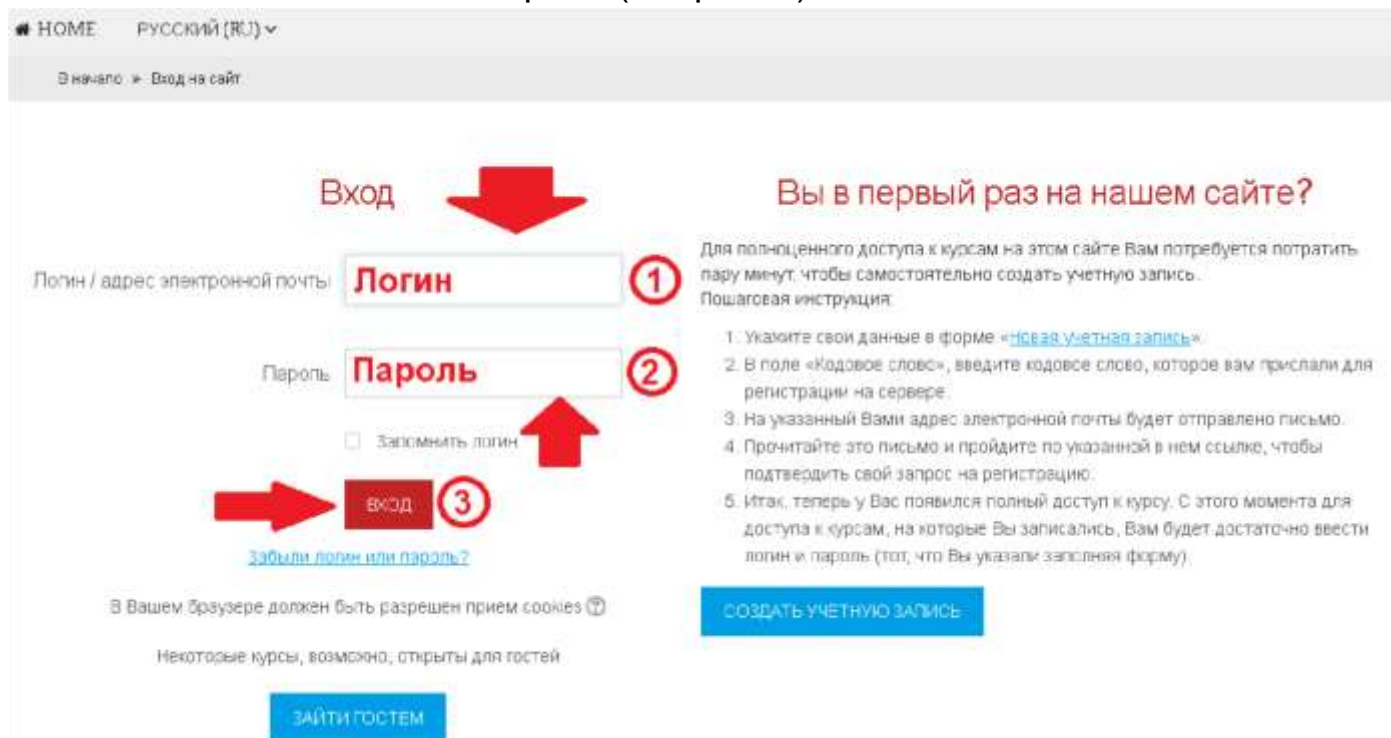 HOME РУССКИЙ (RU)
В начало » Вход на сайт
Вход
Логин / адрес электронной почты
Логин
1
Пароль
Пароль
2
Запомнить логин
ВХОД
3
Забыли логин или пароль?
В Вашем браузере должен быть разрешен прием cookies
Некоторые курсы, возможно, открыты для гостей
ЗАЙТИ ГОСТЕМ
Вы в первый раз на нашем сайте?
Для полноценного доступа к курсам на этом сайте Вам потребуется потратить
пару минут, чтобы самостоятельно создать учетную запись.
Пошаговая инструкция:
1. Укажите свои данные в форме «Новая учетная запись».
2. В поле «Кодовое слово», введите кодовое слово, которое вам прислали для
регистрации на сервере.
3. На указанный Вами адрес электронной почты будет отправлено письмо.
4. Прочитайте это письмо и пройдите по указанной в нем ссылке, чтобы
подтвердить свой запрос на регистрацию.
5. Итак, теперь у Вас появился полный доступ к курсу. С этого момента для
доступа к курсам, на которые Вы записались, Вам будет достаточно ввести
логин и пароль (тот, что Вы указали заполняя форму).
СОЗДАТЬ УЧЕТНУЮ ЗАПИСЬ